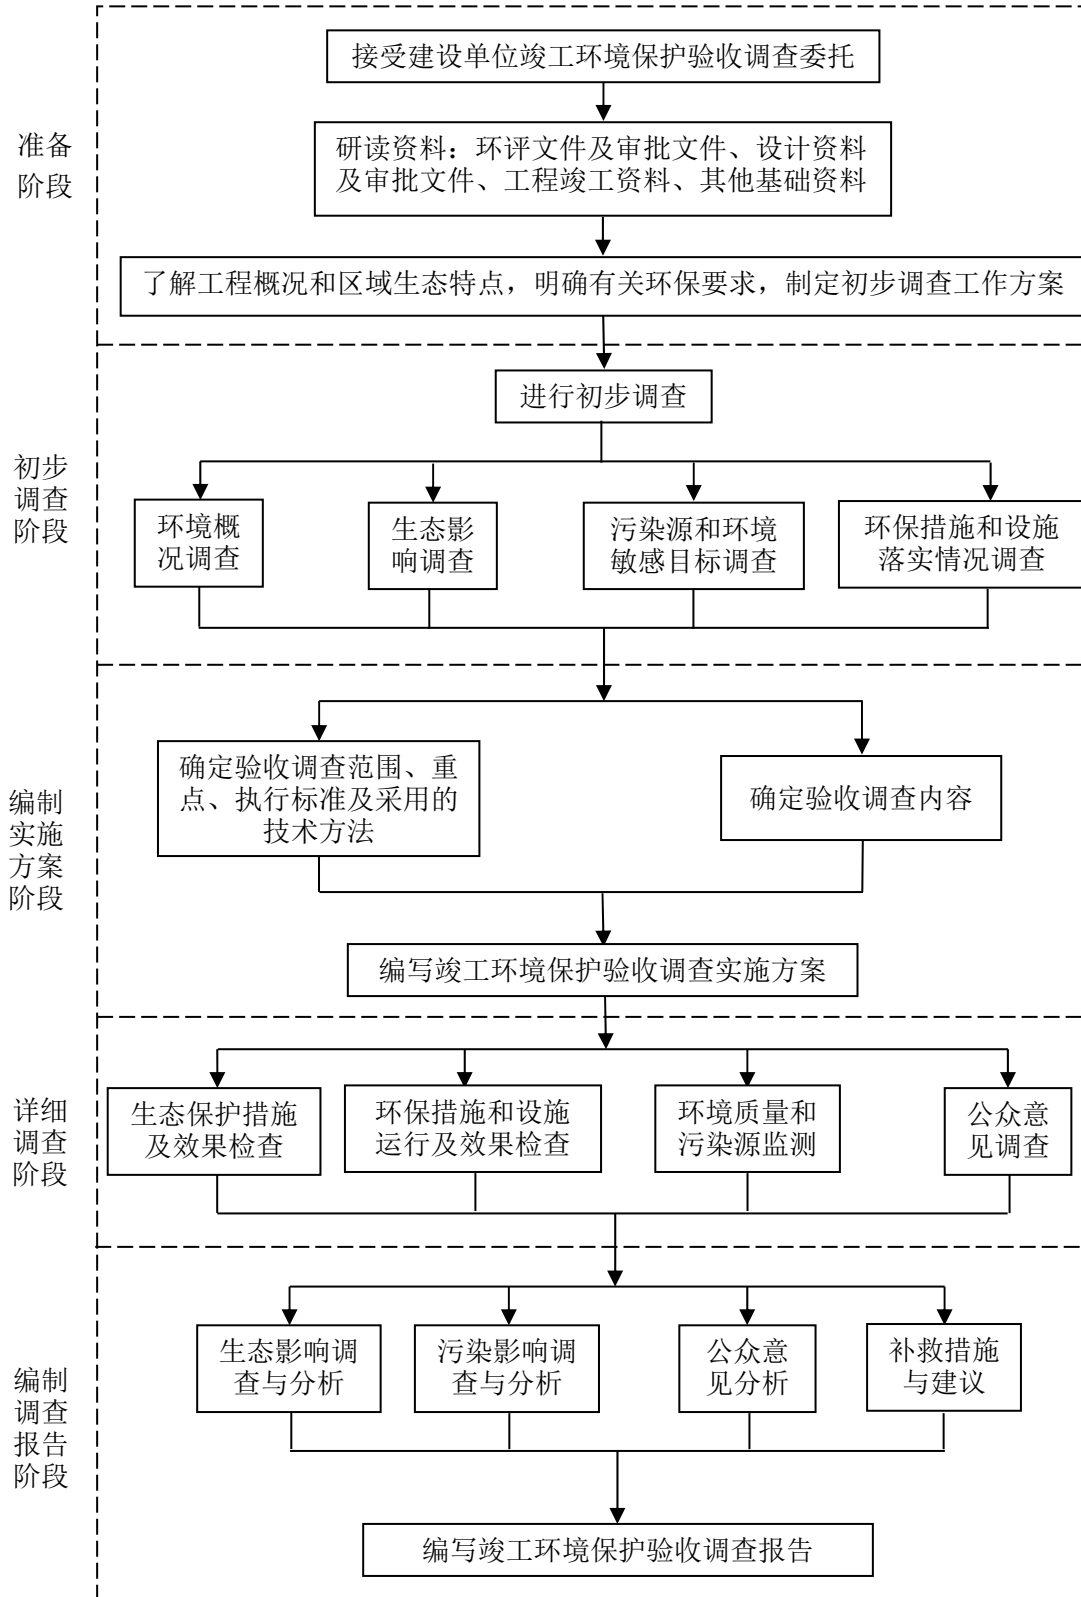 准备
阶段
接受建设单位竣工环境保护验收调查委托
研读资料：环评文件及审批文件、设计资料
及审批文件、工程竣工资料、其他基础资料
了解工程概况和区域生态特点，明确有关环保要求，制定初步调查工作方案
初步
调查
阶段
进行初步调查
环境概
况调查
生态影
响调查
污染源和环境
敏感目标调查
环保措施和设施
落实情况调查
编制
实施
方案
阶段
确定验收调查范围、重
点、执行标准及采用的
技术方法
确定验收调查内容
编写竣工环境保护验收调查实施方案
详细
调查
阶段
生态保护措施
及效果检查
环保措施和设施
运行及效果检查
环境质量和
污染源监测
公众意
见调查
编制
调查
报告
阶段
生态影响调
查与分析
污染影响调
查与分析
公众意
见分析
补救措施
与建议
编写竣工环境保护验收调查报告